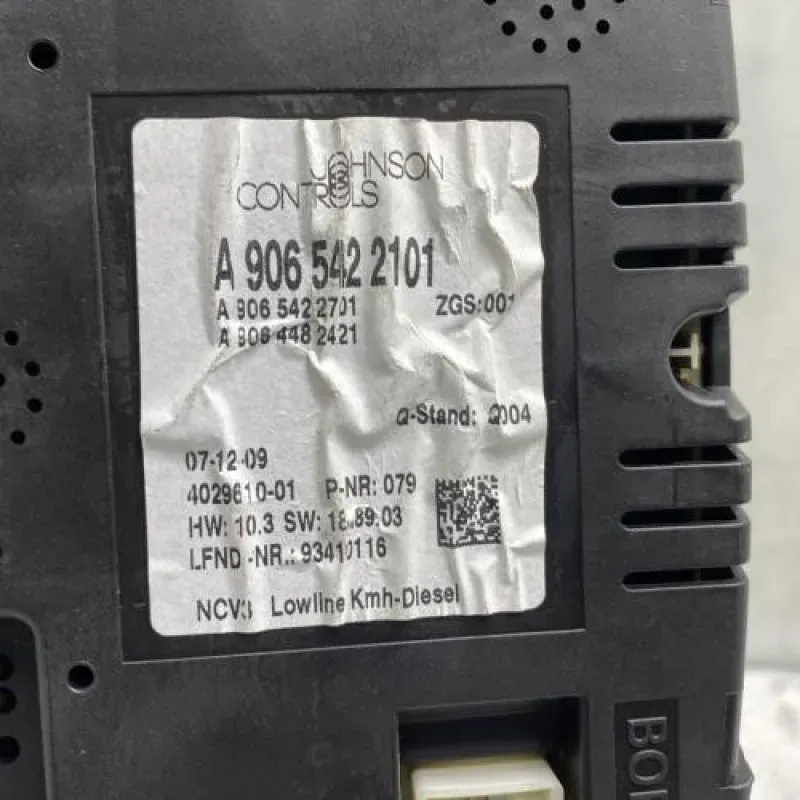 JOHNSON
CONTROLS
A 906 542 2101
A 906 542 2701 ZGS:001
A 906 448 2421
Q-Stand: 2004
07-12-09
4029610-01 P-NR: 079
HW: 10.3 SW: 18.89.03
LFND -NR.: 93410116
NCV3 Lowline Kmh-Diesel